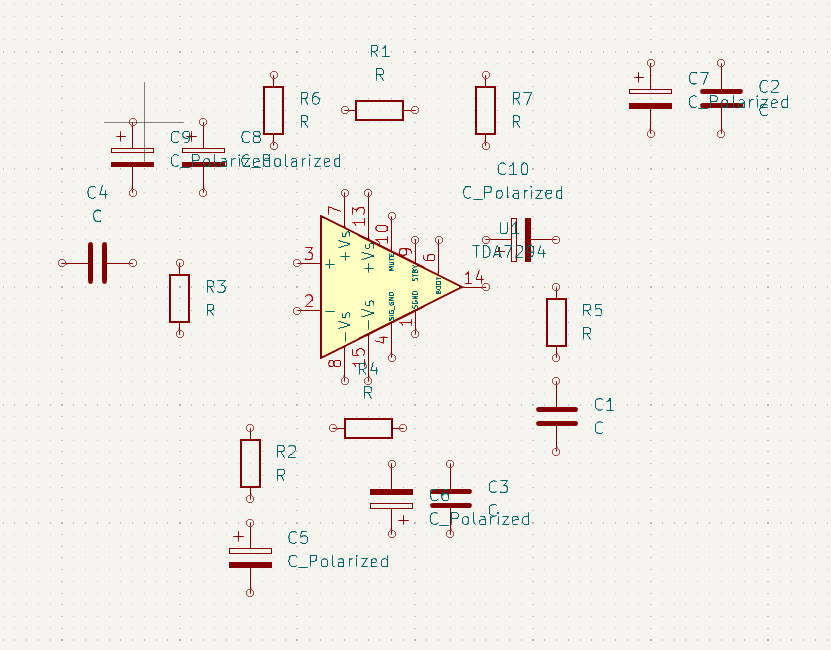 R1
R
R6
R
R7
R
+
C7
C_Polarized
C2
C
+
C9
C_Polarized
+
C8
C_Polarized
C4
C
C10
C_Polarized
+
U1
TDA7294
7
+Vs
13
+Vs
10
MUTE
9
STBY
6
BOOT
3
+
2
−
14
8
−Vs
15
−Vs
4
SIG_GND
1
SGND
R3
R
R5
R
R4
R
C1
C
R2
R
C6
C_Polarized
+
C3
C
+
C5
C_Polarized